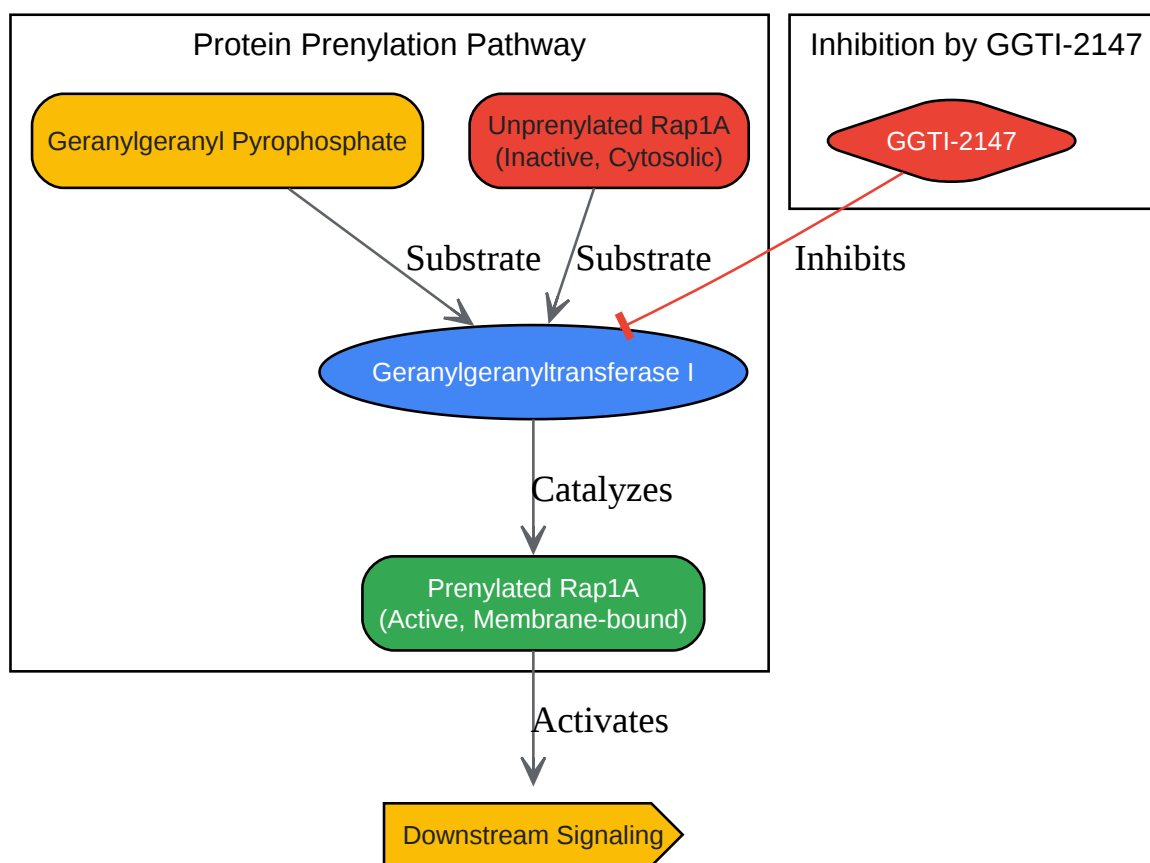 Protein Prenylation Pathway
Inhibition by GGTI-2147
Geranylgeranyl Pyrophosphate
Unprenylated Rap1A
(Inactive, Cytosolic)
GGTI-2147
Substrate
Substrate
Inhibits
Geranylgeranyltransferase I
Catalyzes
Prenylated Rap1A
(Active, Membrane-bound)
Activates
Downstream Signaling